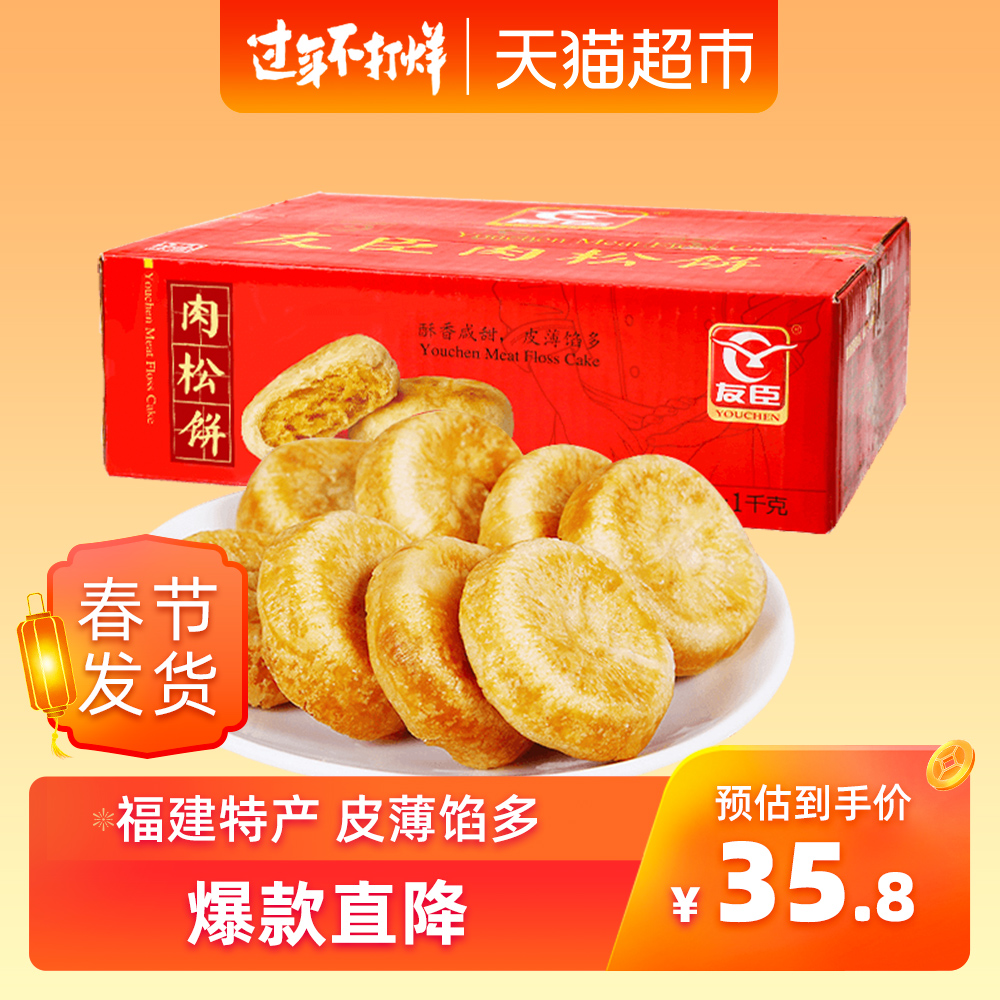 过年不打烊 天猫超市
Youchen Meat Floss Cake
友臣肉松饼
肉松饼
Youchen Meat Floss Cake
酥香咸甜，皮薄馅多
Youchen Meat Floss Cake
友臣
YOUCHEN
1千克
春节
发货
福建特产 皮薄馅多
爆款直降
预估到手价
¥35.8